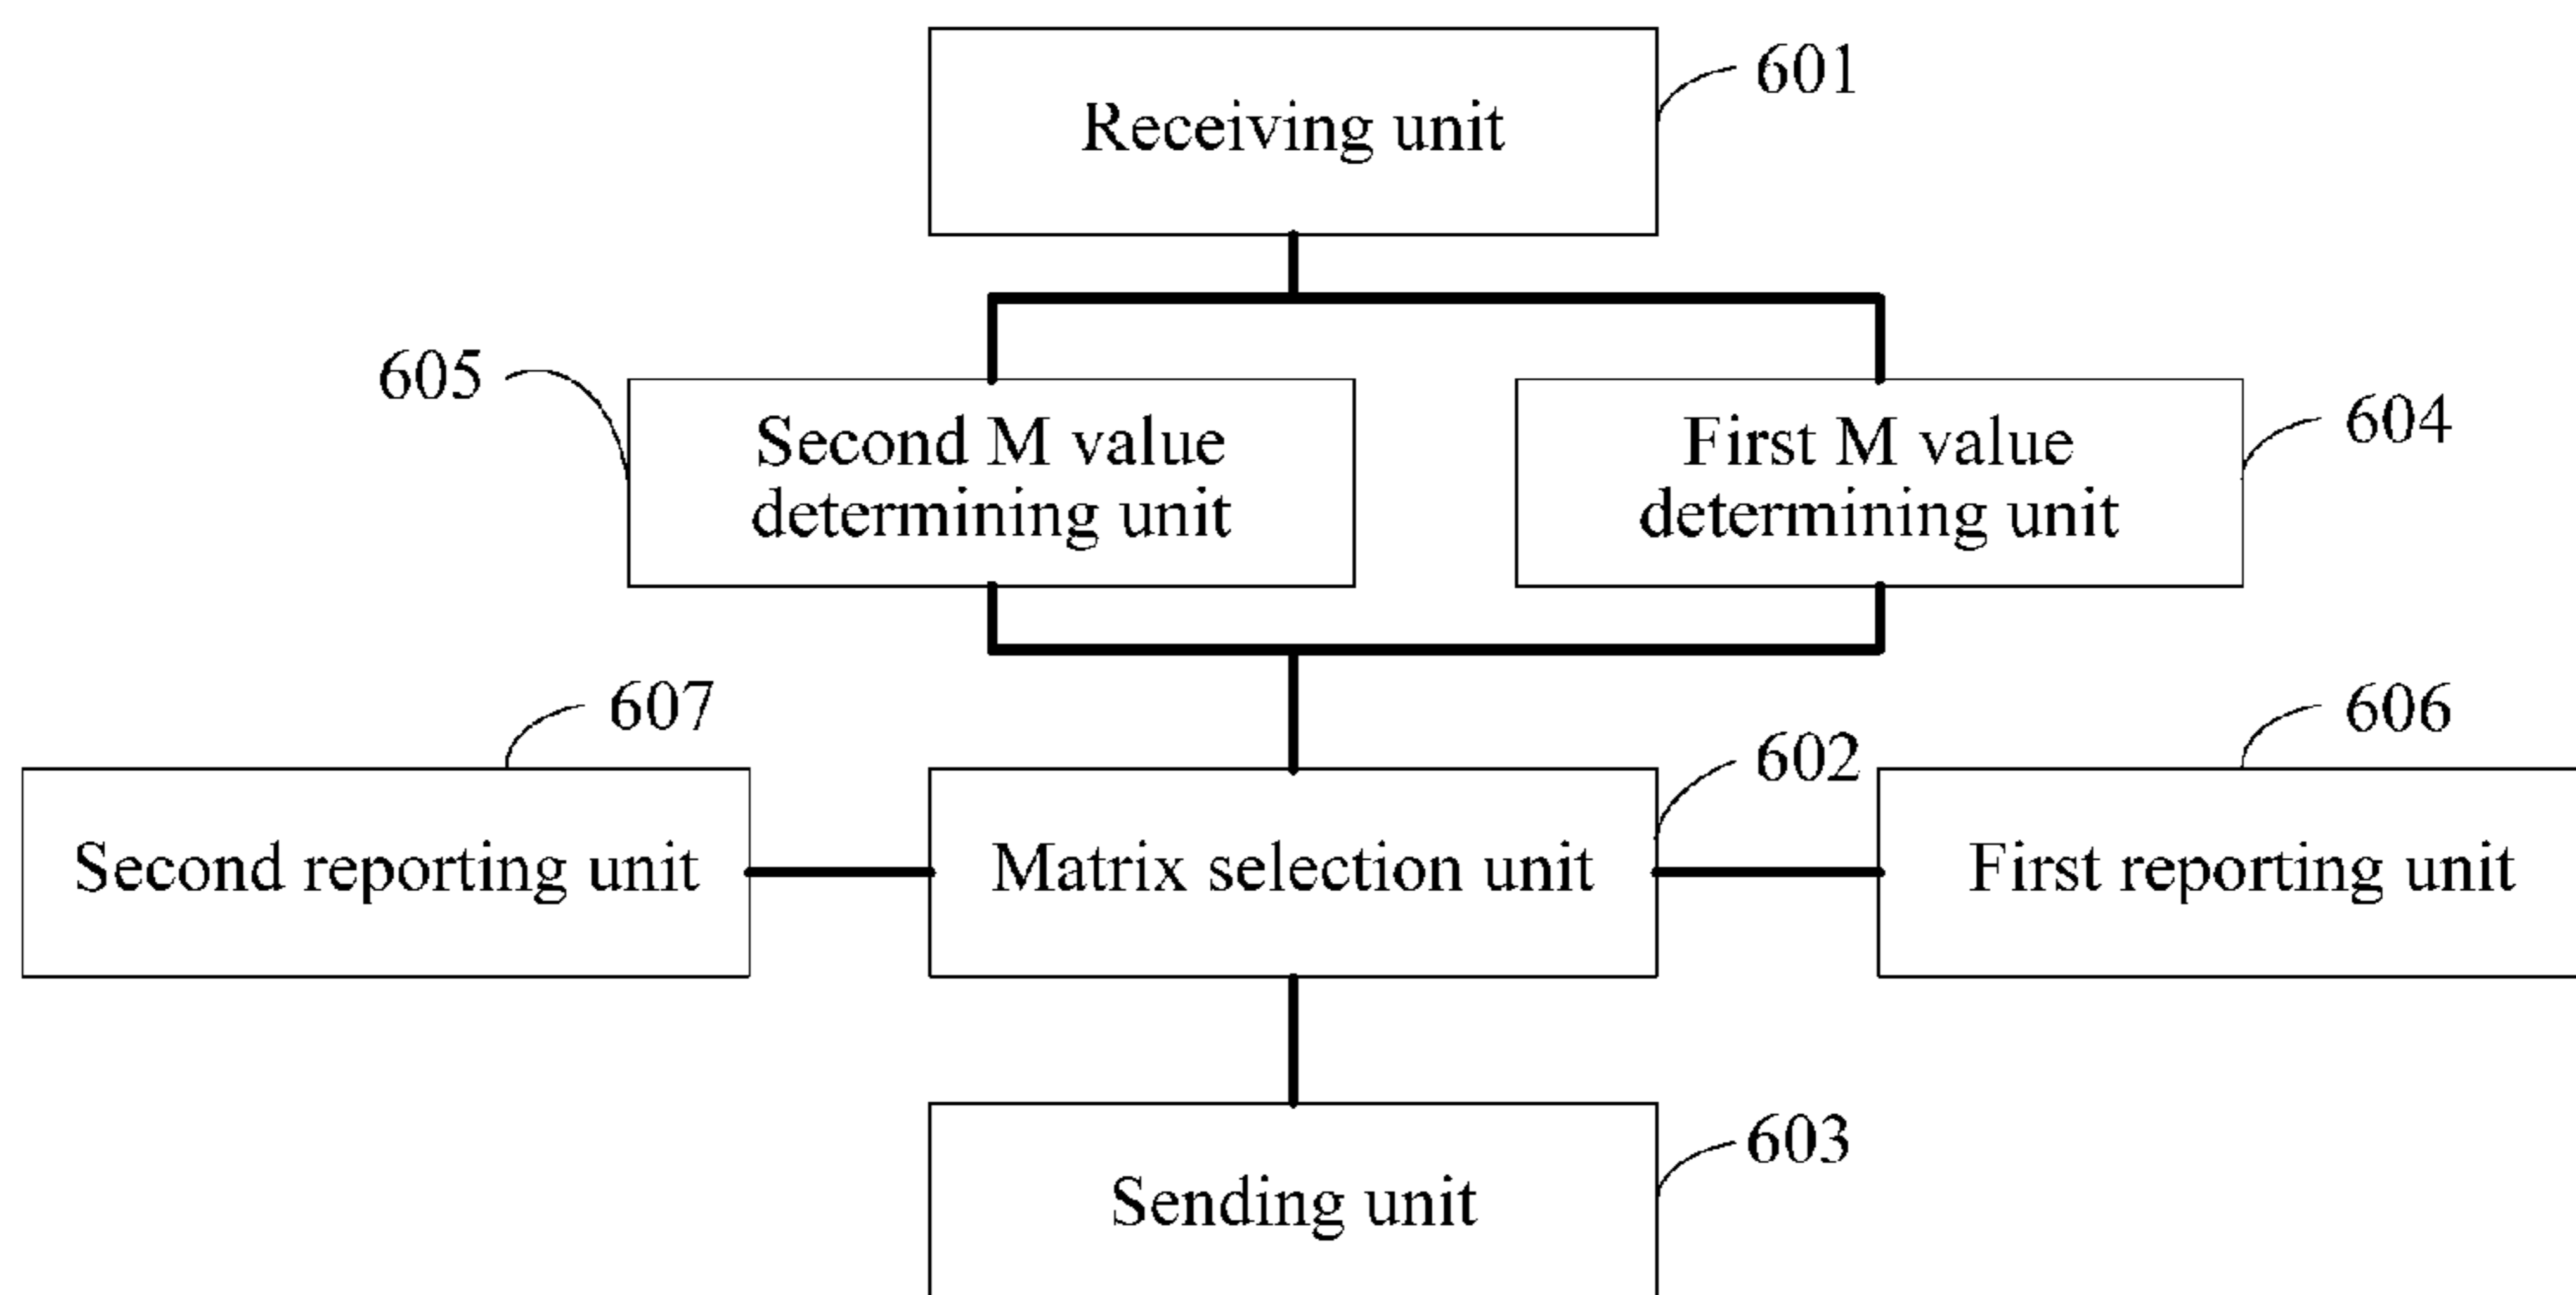 601
Receiving unit
605
Second M value
determining unit
First M value
determining unit
604
607
606
602
Second reporting unit
Matrix selection unit
First reporting unit
603
Sending unit